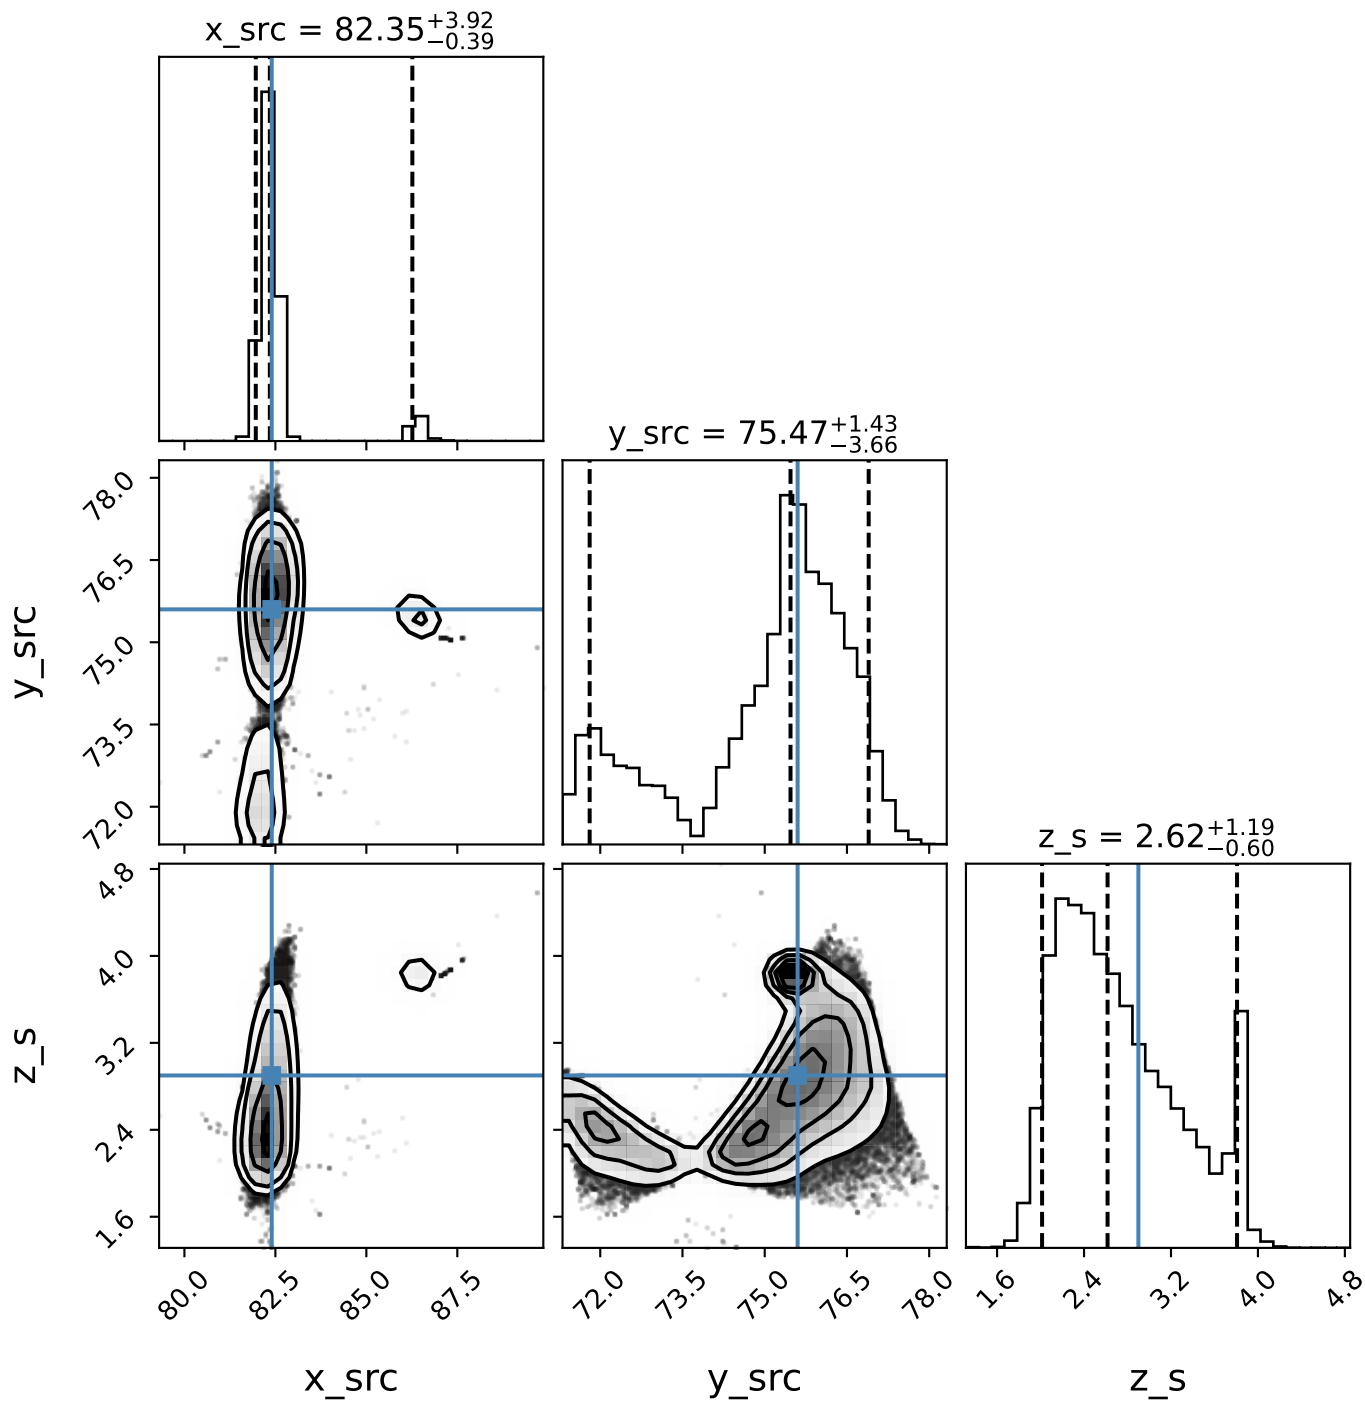 x_src = 82.35+3.92−0.39
y_src = 75.47+1.43−3.66
78.0
76.5
75.0
73.5
72.0
y_src
z_s = 2.62+1.19−0.60
4.8
4.0
3.2
2.4
1.6
z_s
80.0 82.5 85.0 87.5 72.0 73.5 75.0 76.5 78.0 1.6 2.4 3.2 4.0 4.8
x_src y_src z_s